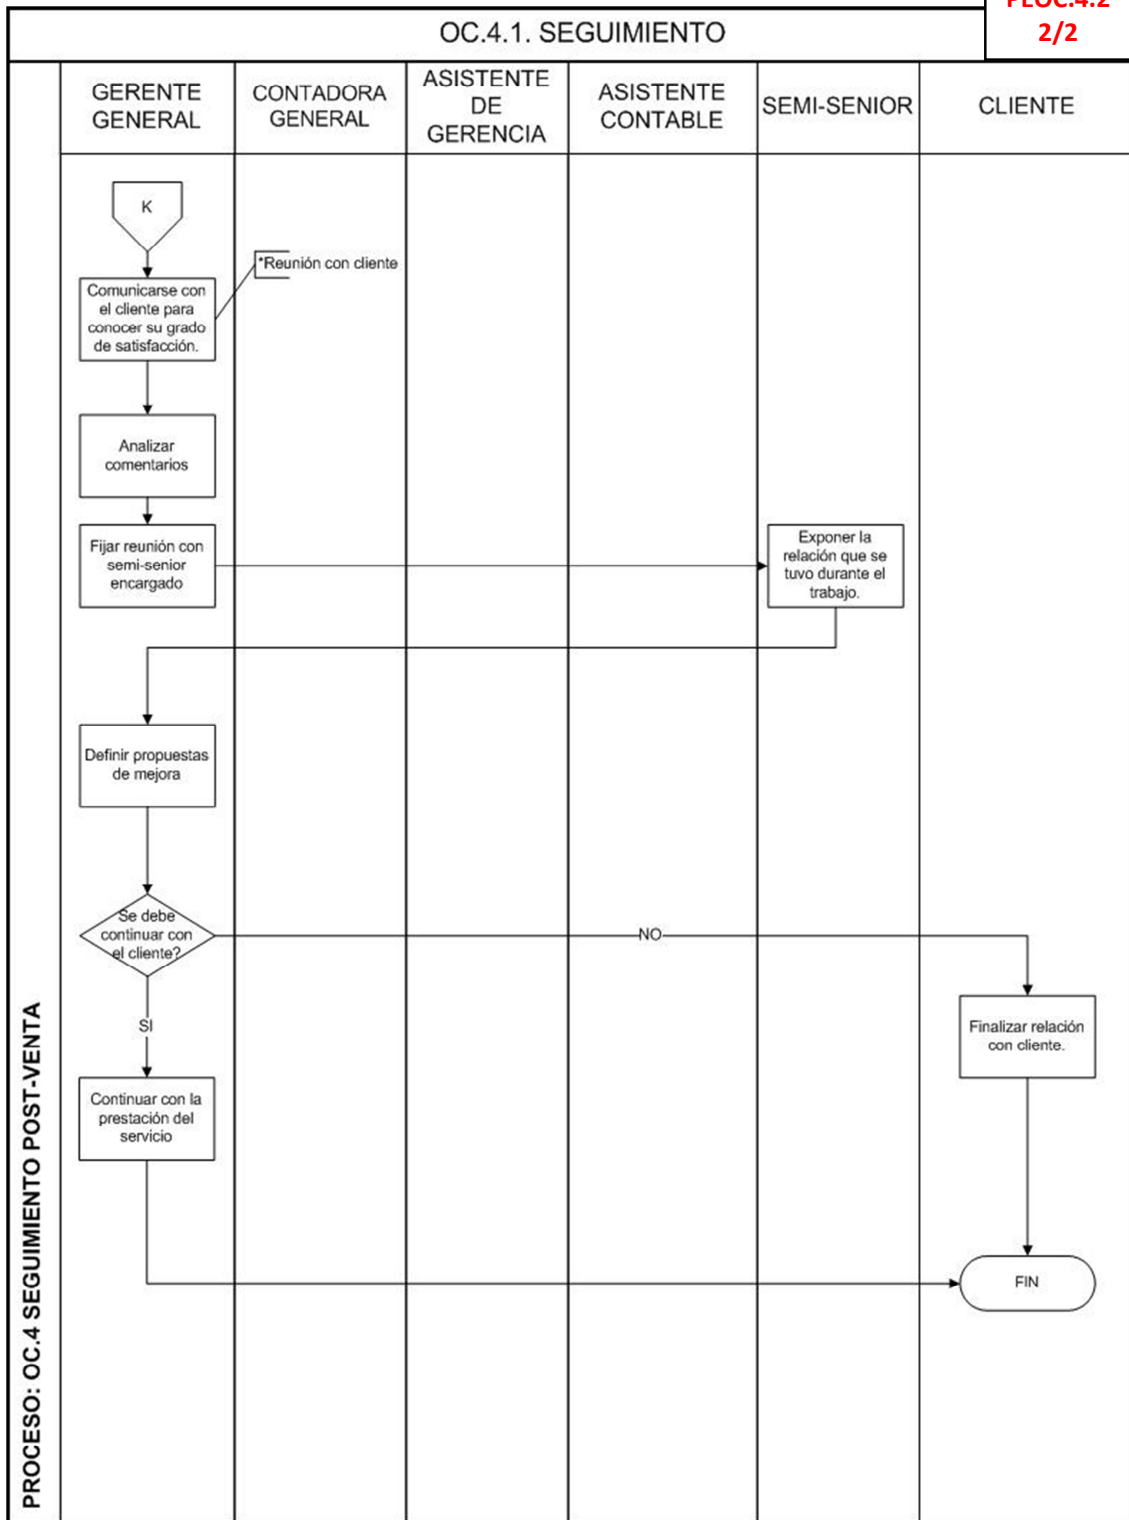 PLOC.4.2
2/2
OC.4.1. SEGUIMIENTO
GERENTE
GENERAL
CONTADORA
GENERAL
ASISTENTE
DE
GERENCIA
ASISTENTE
CONTABLE
SEMI-SENIOR
CLIENTE
K
*Reunión con cliente
Comunicarse con
el cliente para
conocer su grado
de satisfacción.
Analizar
comentarios
Fijar reunión con
semi-senior
encargado
Exponer la
relación que se
tuvo durante el
trabajo.
Definir propuestas
de mejora
Se debe
continuar con
el cliente?
NO
SI
Finalizar relación
con cliente.
Continuar con la
prestación del
servicio
FIN
PROCESO: OC.4 SEGUIMIENTO POST-VENTA